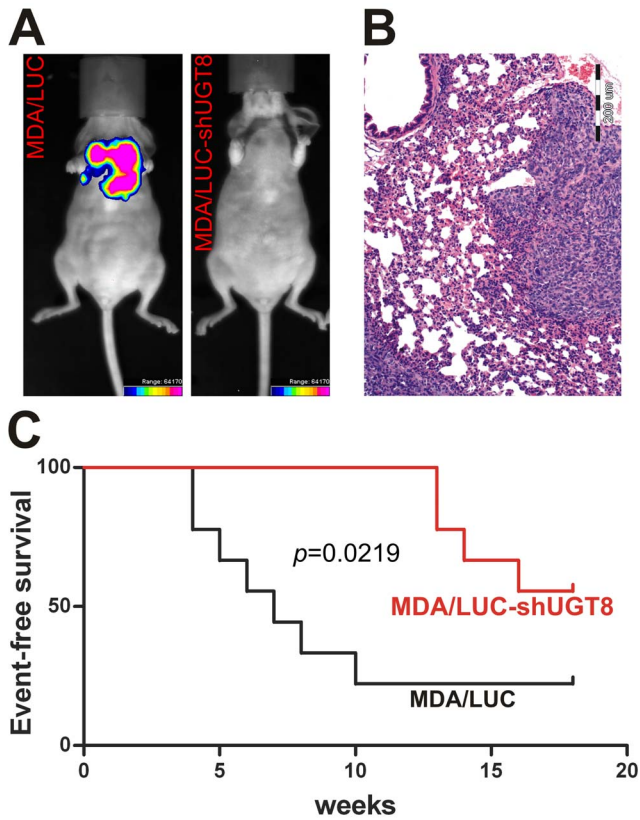 A
B
MDA/LUC
MDA/LUC-shUGT8
200 um
Range: 64170
Range: 64170
C
Event-free survival
100
50
0
p=0.0219
MDA/LUC-shUGT8
MDA/LUC
0
5
10
15
20
weeks